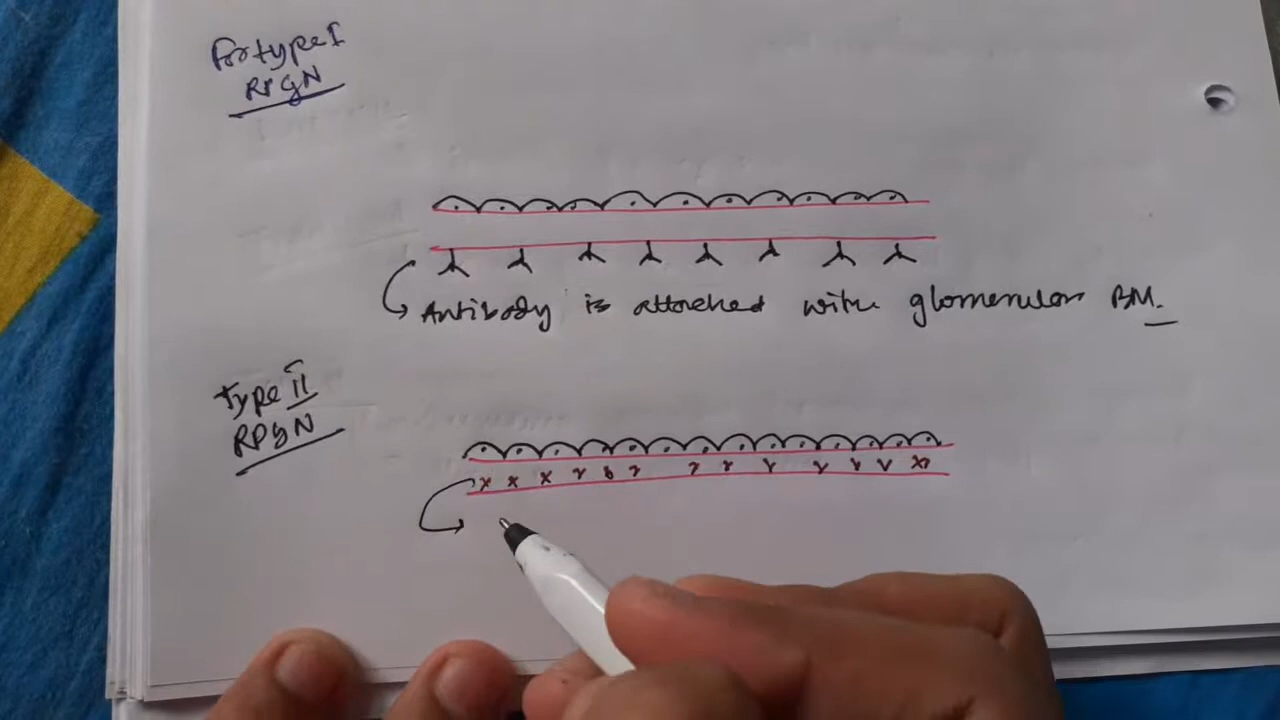 For type I
RPGN
Antibody is attached with glomerular BM.
type II
RPGN